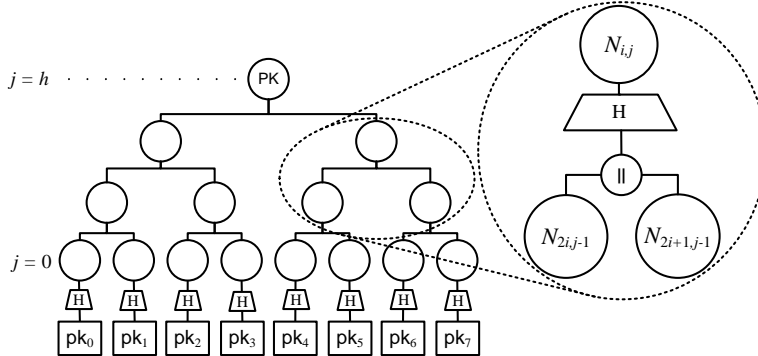 N_{i,j}
j = h · · · · · · · · · · · PK
H
||
N_{2i,j-1} N_{2i+1,j-1}
j = 0
H H H H H H H H
pk_0 pk_1 pk_2 pk_3 pk_4 pk_5 pk_6 pk_7